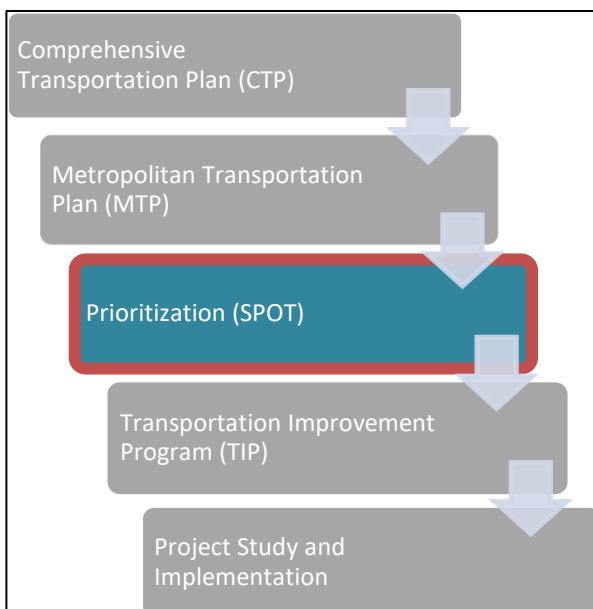 Comprehensive
Transportation Plan (CTP)
Metropolitan Transportation
Plan (MTP)
Prioritization (SPOT)
Transportation Improvement
Program (TIP)
Project Study and
Implementation